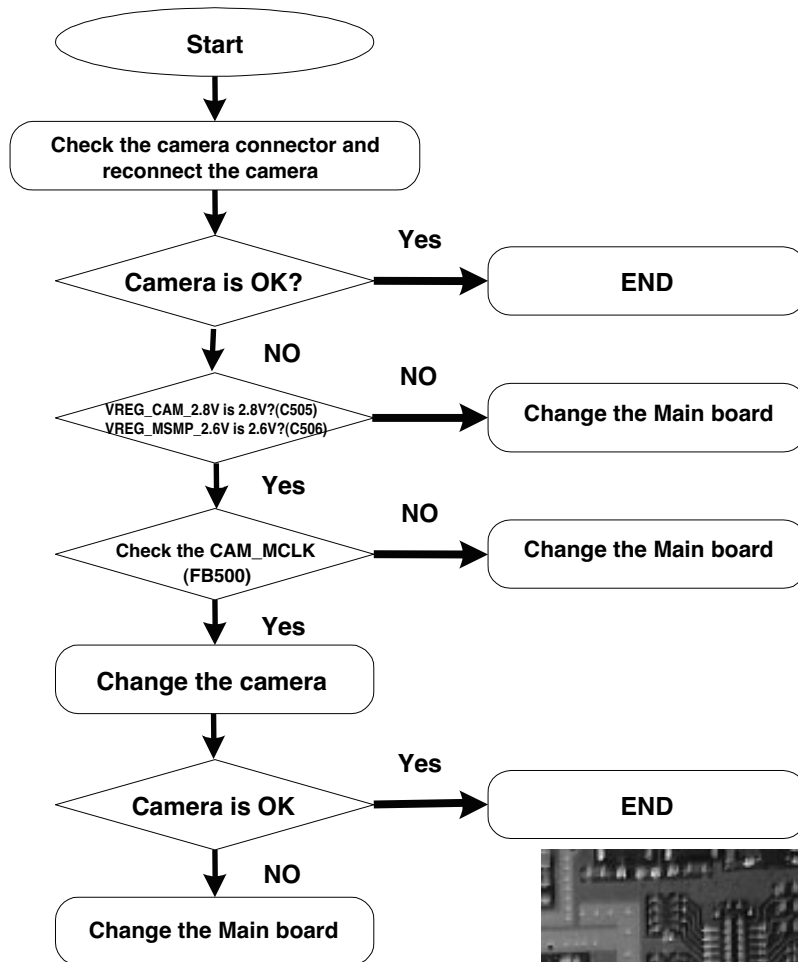 Start
Check the camera connector and
reconnect the camera
Yes
Camera is OK?
END
NO
NO
VREG_CAM_2.8V is 2.8V?(C505)
VREG_MSMP_2.6V is 2.6V?(C506)
Change the Main board
Yes
NO
Check the CAM_MCLK
(FB500)
Change the Main board
Yes
Change the camera
Yes
Camera is OK
END
NO
Change the Main board